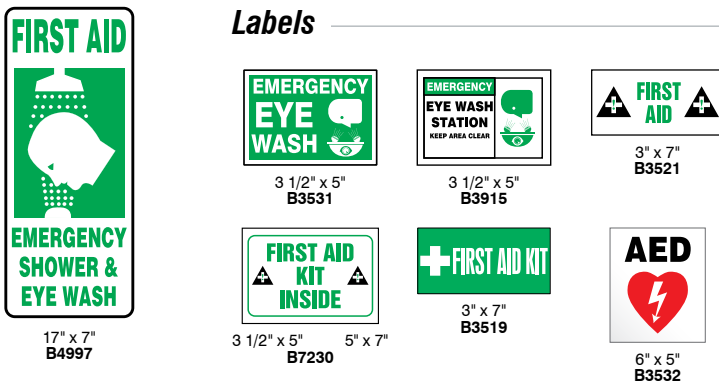 FIRST AID
EMERGENCY
SHOWER &
EYE WASH
17" x 7"
B4997
Labels
EMERGENCY
EYE
WASH
3 1/2" x 5"
B3531
EMERGENCY
EYE WASH
STATION
KEEP AREA CLEAR
3 1/2" x 5"
B3915
FIRST
AID
3" x 7"
B3521
FIRST AID
KIT
INSIDE
3 1/2" x 5" 5" x 7"
B7230
FIRST AID KIT
3" x 7"
B3519
AED
6" x 5"
B3532